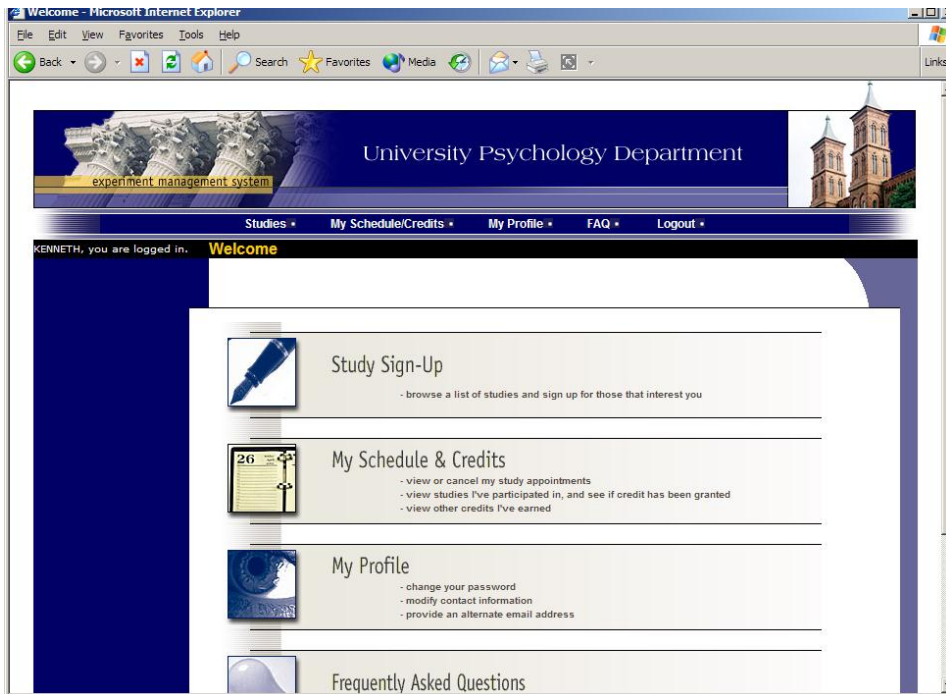 Welcome - Microsoft Internet Explorer
File Edit View Favorites Tools Help
Back Search Favorites Media Links
University Psychology Department
experiment management system
Studies My Schedule/Credits My Profile FAQ Logout
KENNETH, you are logged in. Welcome
Study Sign-Up
- browse a list of studies and sign up for those that interest you
26
My Schedule & Credits
- view or cancel my study appointments
- view studies I've participated in, and see if credit has been granted
- view other credits I've earned
My Profile
- change your password
- modify contact information
- provide an alternate email address
Frequently Asked Questions